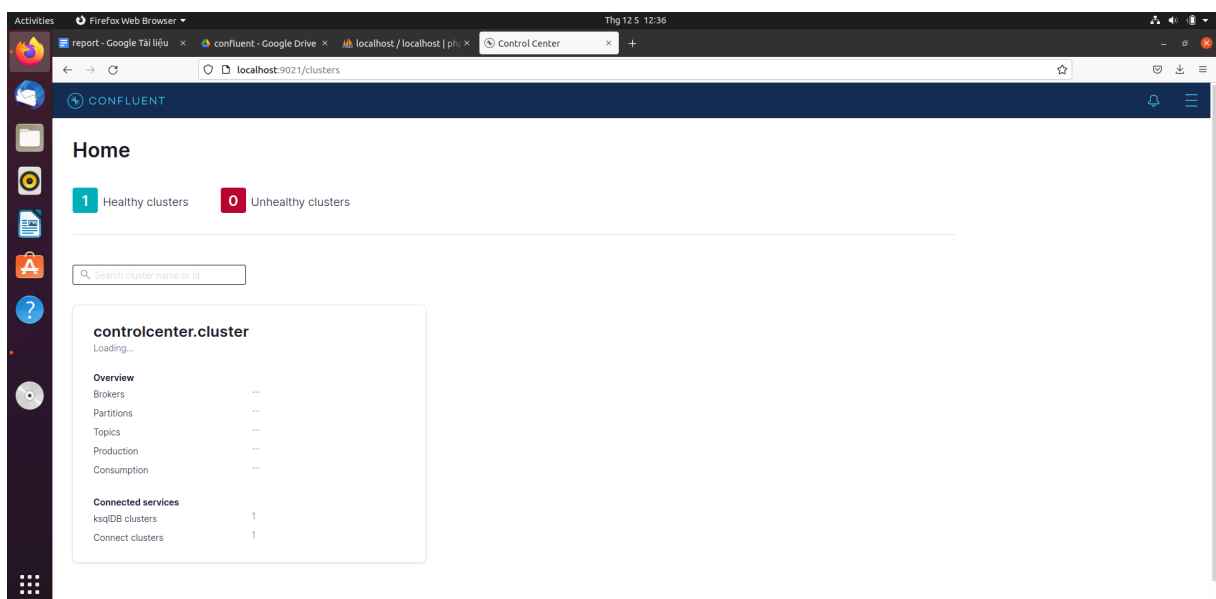 Activities Firefox Web Browser Thg 12 5 12:36
report - Google Tài liệu × confluent - Google Drive × localhost / localhost | ph × Control Center × +
localhost:9021/clusters
CONFLUENT
Home
1 Healthy clusters 0 Unhealthy clusters
Search cluster name or id
controlcenter.cluster
Loading...
Overview
Brokers --
Partitions --
Topics --
Production --
Consumption --
Connected services
ksqlDB clusters 1
Connect clusters 1